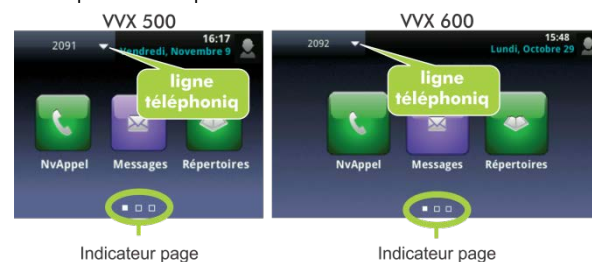 VVX 500
VVX 600
2091
16:17
Vendredi, Novembre 9
ligne
téléphoniq
NvAppel Messages Répertoires
Indicateur page
2092
15:48
Lundi, Octobre 29
ligne
téléphoniq
NvAppel Messages Répertoires
Indicateur page